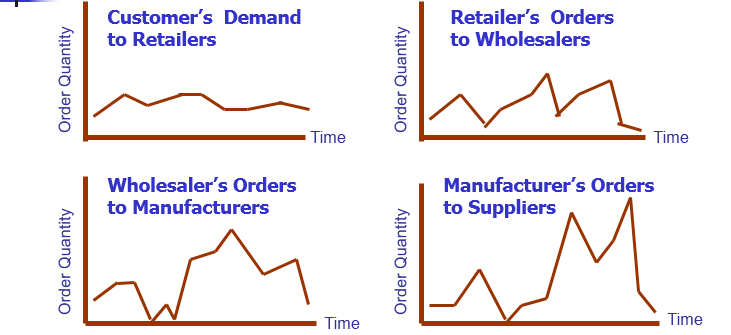 Customer's Demand
to Retailers
Order Quantity
Time
Retailer's Orders
to Wholesalers
Order Quantity
Time
Wholesaler's Orders
to Manufacturers
Order Quantity
Time
Manufacturer's Orders
to Suppliers
Order Quantity
Time